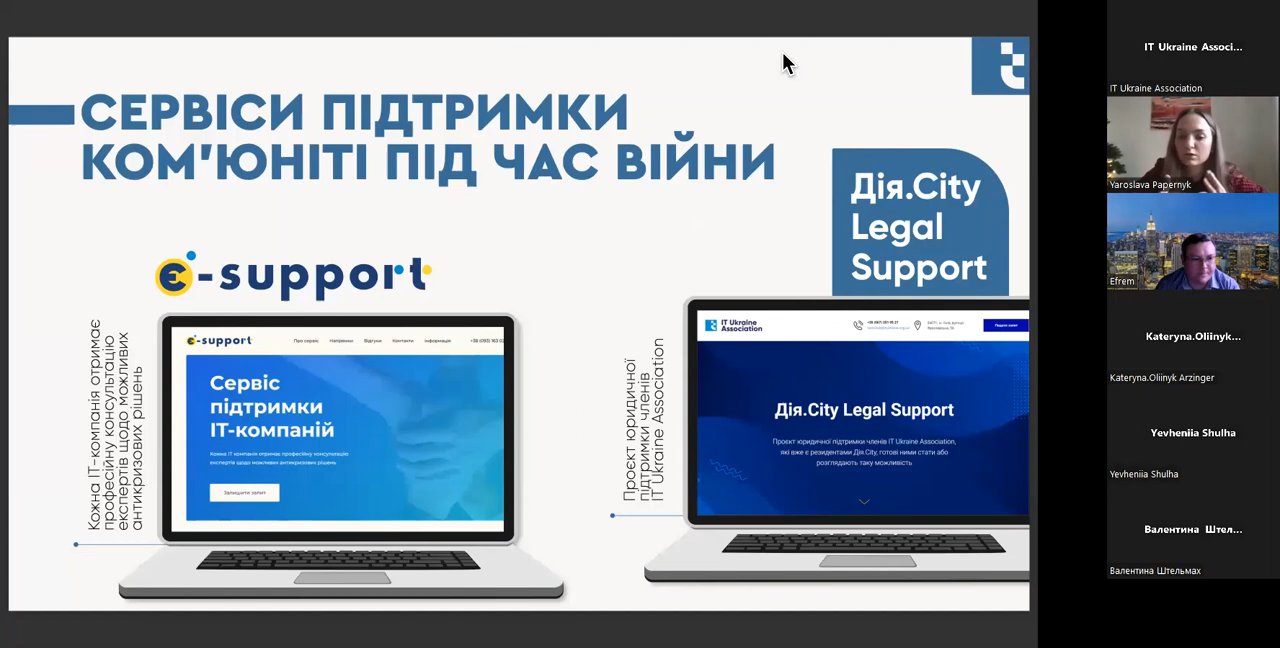 СЕРВІСИ ПІДТРИМКИ
КОМ'ЮНІТІ ПІД ЧАС ВІЙНИ
є-support
Кожна ІТ-компанія отримає
професійну консультацію
експертів щодо можливих
антикризових рішень
є-support
Про сервіс
Напрямки
Відгуки
Контакти
Інформація
Сервіс
підтримки
ІТ-компаній
Кожна ІТ компанія отримає професійну консультацію
експертів щодо можливих антикризових рішень
Залишити запит
Дія.City
Legal
Support
Проєкт юридичної
підтримки членів
IT Ukraine Association
IT Ukraine
Association
Дія.City Legal Support
Проєкт юридичної підтримки членів IT Ukraine Association,
які вже є резидентами Дія.City, готові ними стати або
розглядають таку можливість
IT Ukraine Associ...
IT Ukraine Association
Yaroslava Papernyk
Efrem
Kateryna.Oliinyk...
Kateryna.Oliinyk Arzinger
Yevheniia Shulha
Yevheniia Shulha
Валентина Штел...
Валентина Штельмах